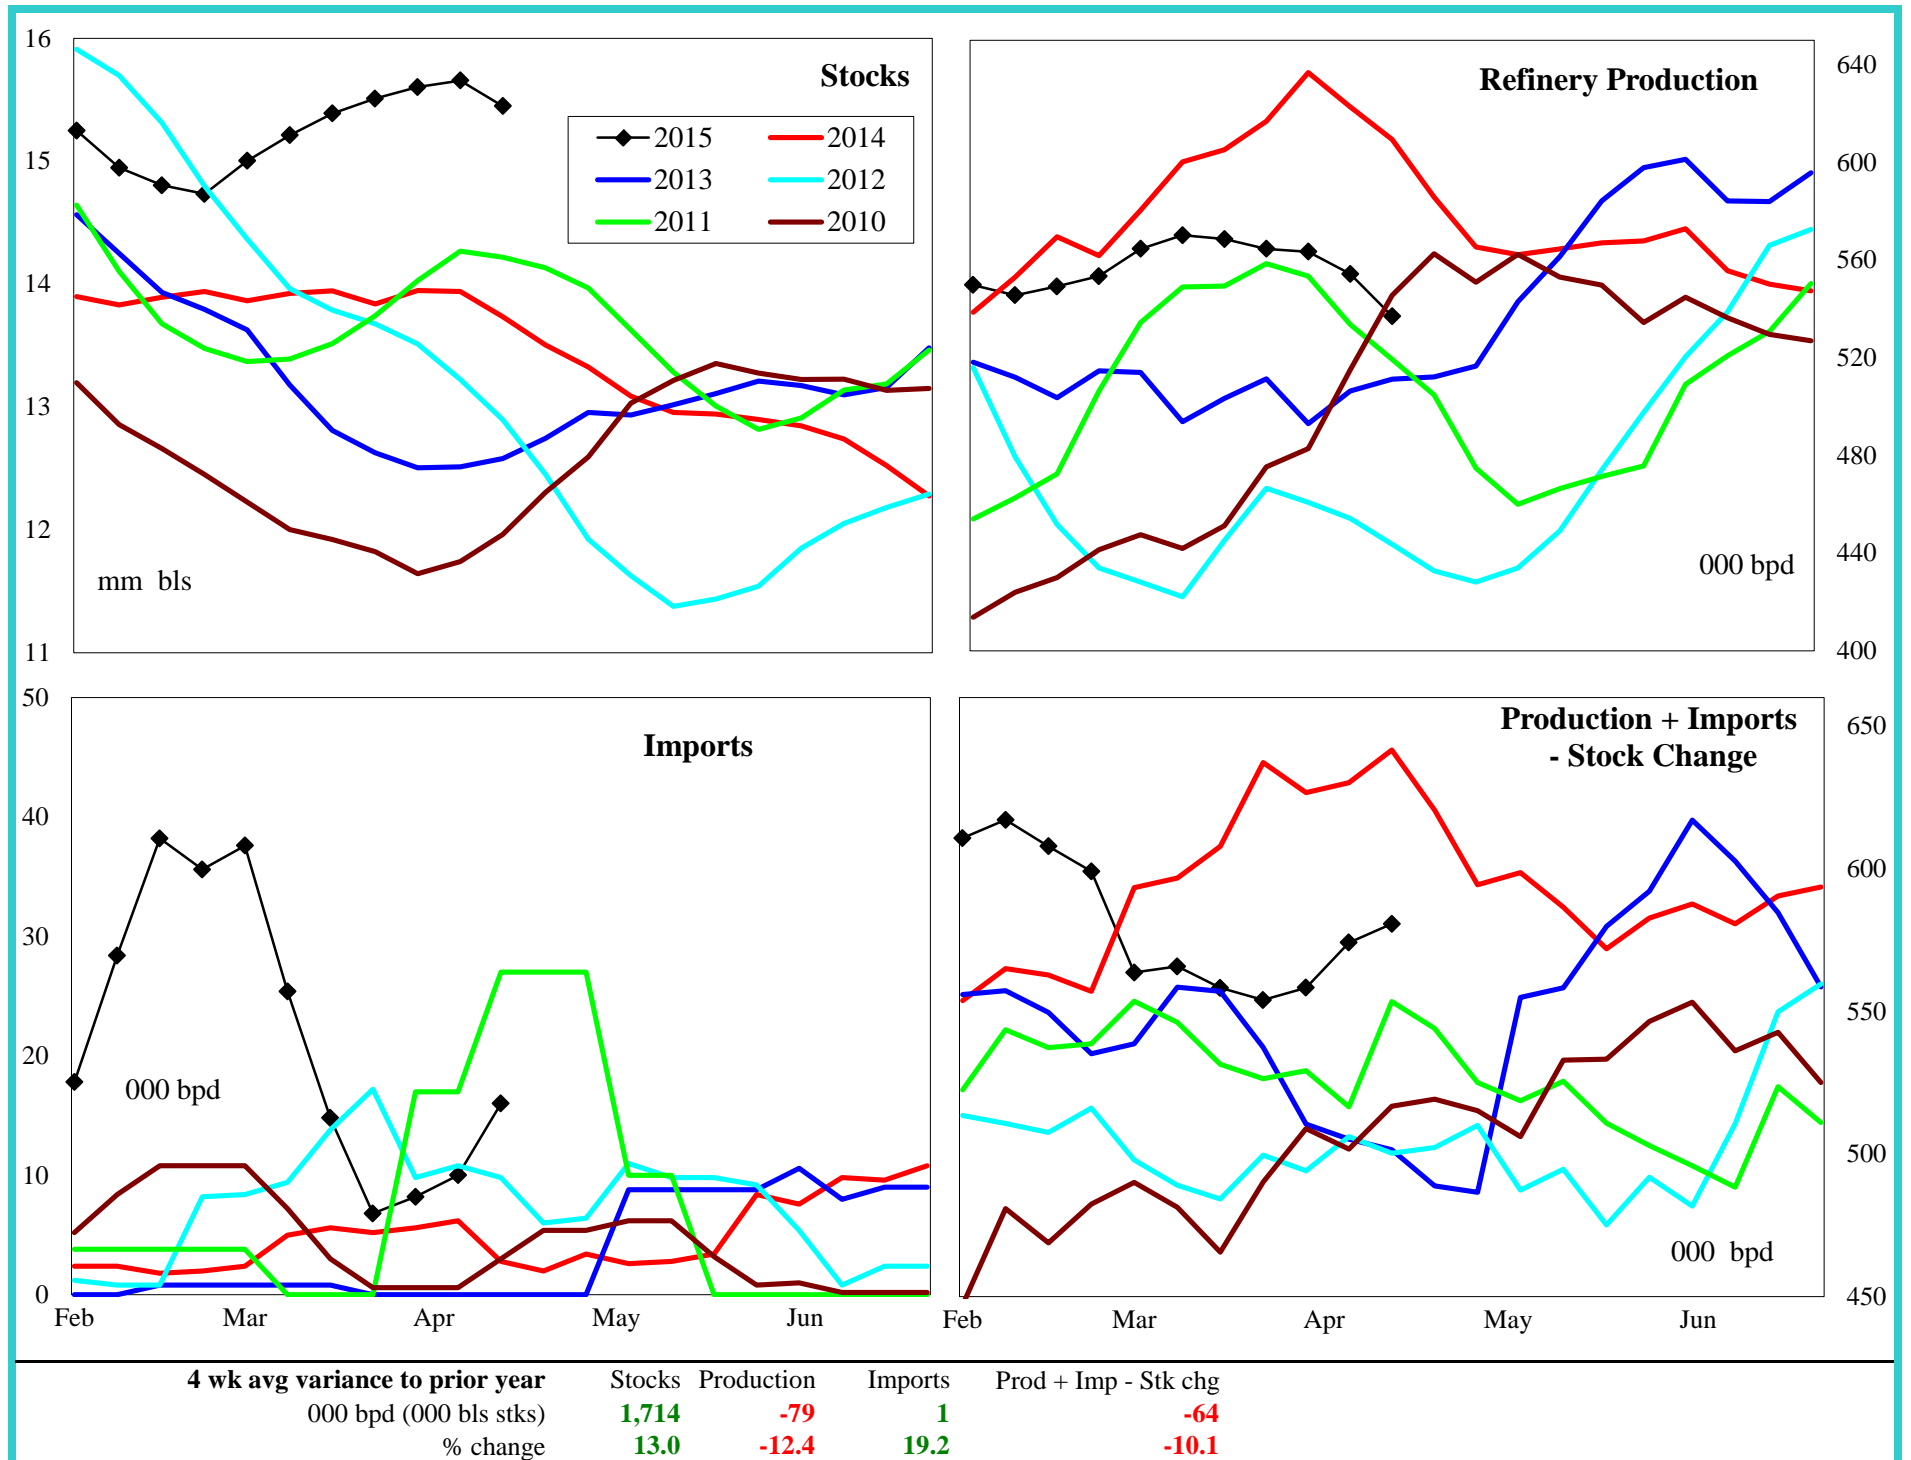 Stocks
16
15
14
13
12
11
2015 2014
2013 2012
2011 2010
mm bls
Refinery Production
640
600
560
520
480
440
400
000 bpd
Imports
50
40
30
20
10
0
000 bpd
Feb Mar Apr May Jun
Production + Imports
- Stock Change
650
600
550
500
450
000 bpd
Feb Mar Apr May Jun
4 wk avg variance to prior year Stocks Production Imports Prod + Imp - Stk chg
000 bpd (000 bls stks) 1,714 -79 1 -64
% change 13.0 -12.4 19.2 -10.1